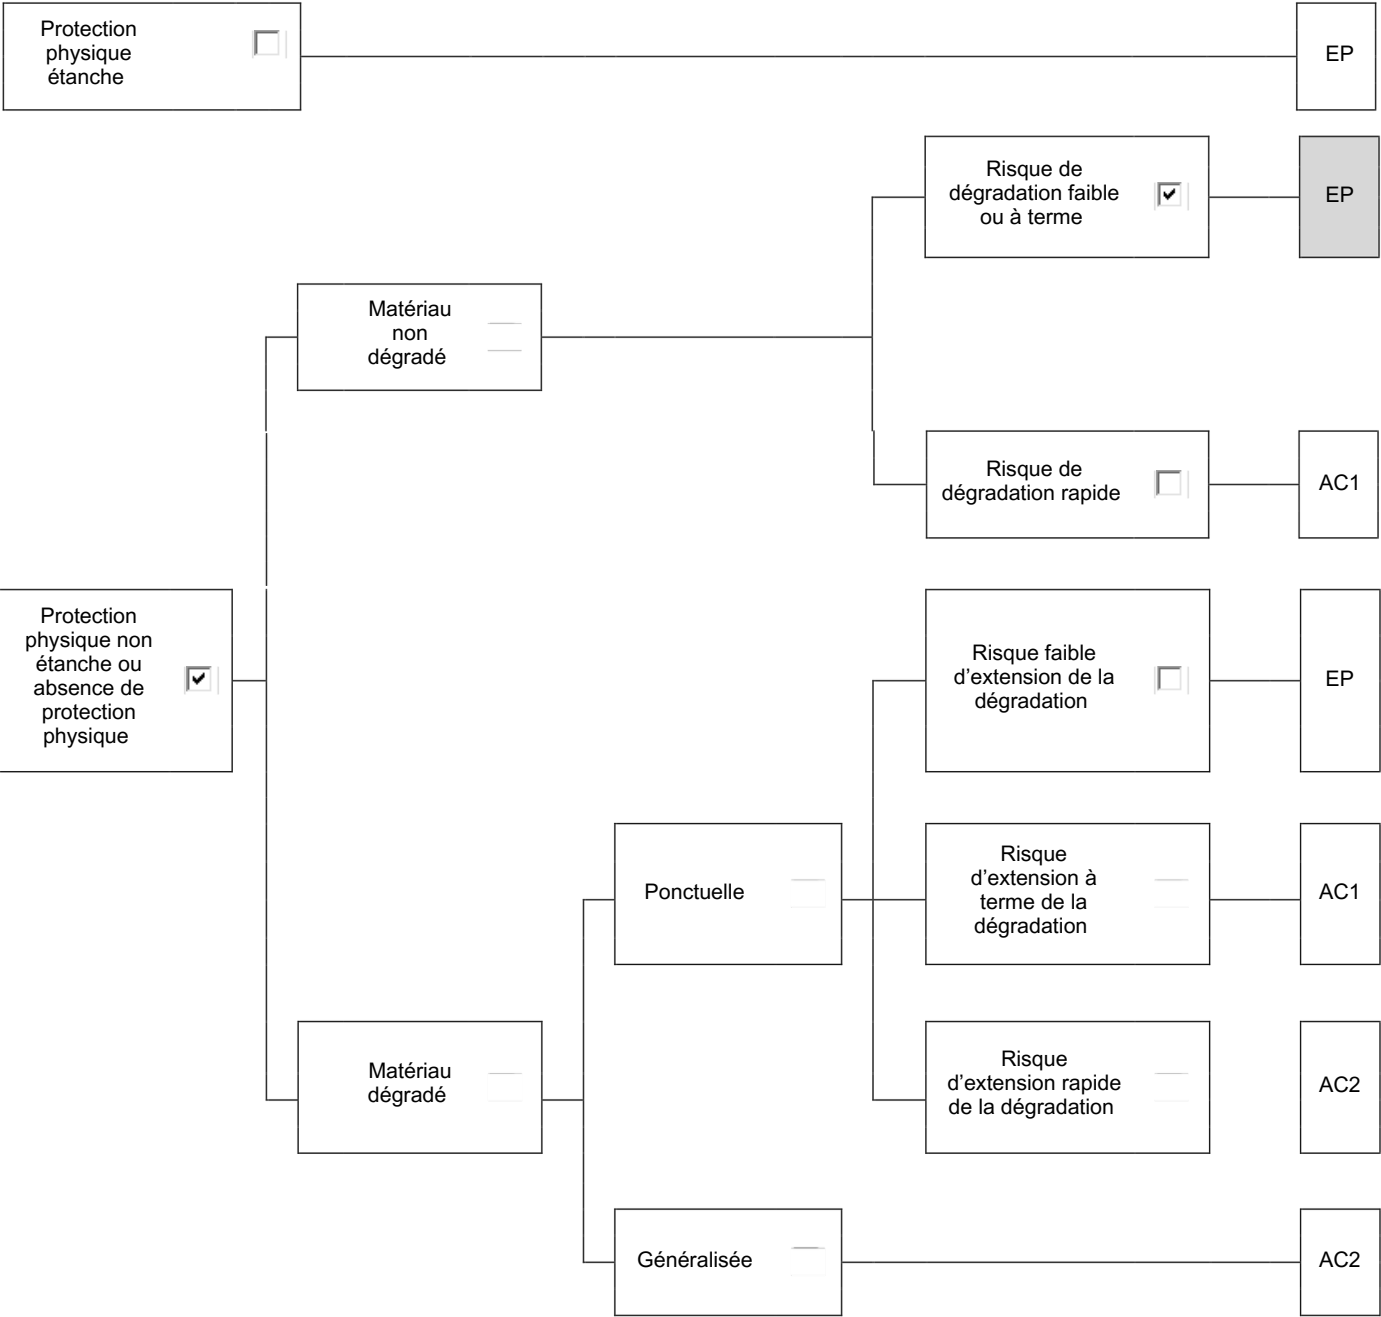 Protection
physique
étanche
EP
Risque de
dégradation faible
ou à terme
EP
Matériau
non
dégradé
Risque de
dégradation rapide
AC1
Protection
physique non
étanche ou
absence de
protection
physique
Risque faible
d'extension de la
dégradation
EP
Ponctuelle
Risque
d'extension à
terme de la
dégradation
AC1
Matériau
dégradé
Risque
d'extension rapide
de la dégradation
AC2
Généralisée
AC2